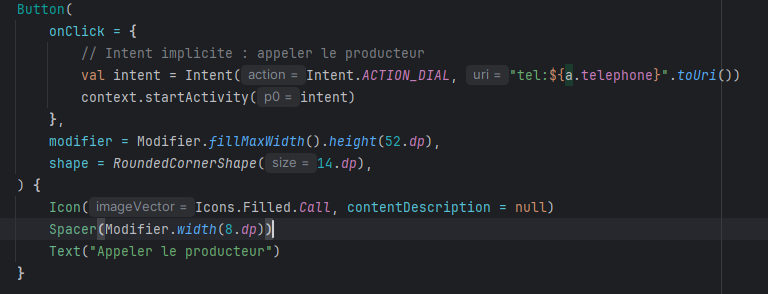 Button(
    onClick = {
        // Intent implicite : appeler le producteur
        val intent = Intent( action = Intent.ACTION_DIAL, uri = "tel:${a.telephone}".toUri())
        context.startActivity( p0 = intent)
    },
    modifier = Modifier.fillMaxWidth().height(52.dp),
    shape = RoundedCornerShape( size = 14.dp),
) {
    Icon( imageVector = Icons.Filled.Call, contentDescription = null)
    Spacer(Modifier.width(8.dp))
    Text("Appeler le producteur")
}